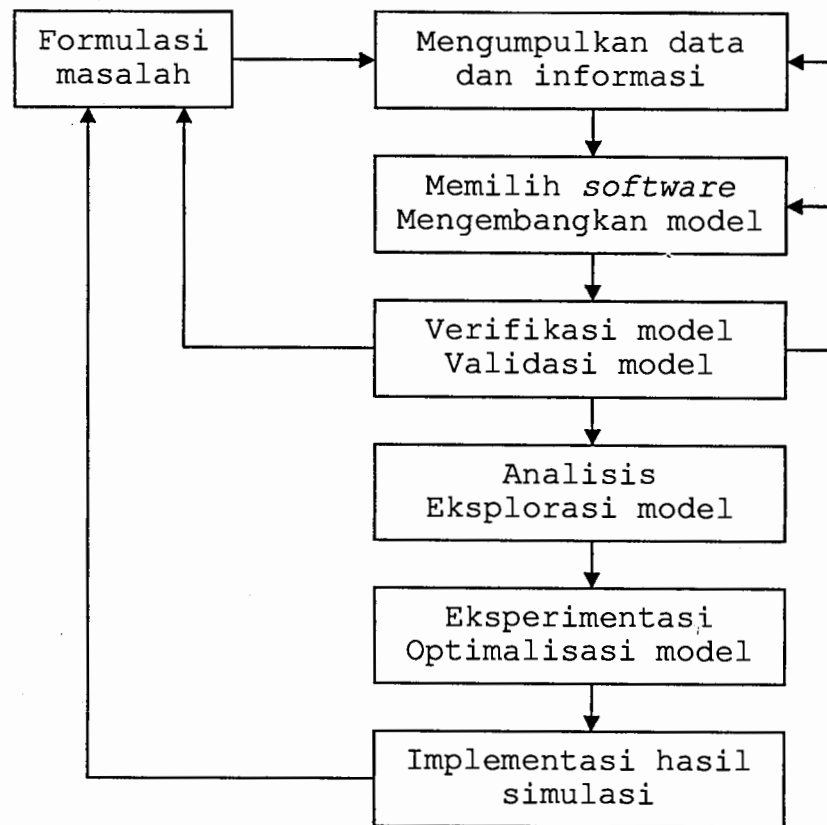 Formulasi
masalah
Mengumpulkan data
dan informasi
Memilih software
Mengembangkan model
Verifikasi model
Validasi model
Analisis
Eksplorasi model
Eksperimentasi
Optimalisasi model
Implementasi hasil
simulasi